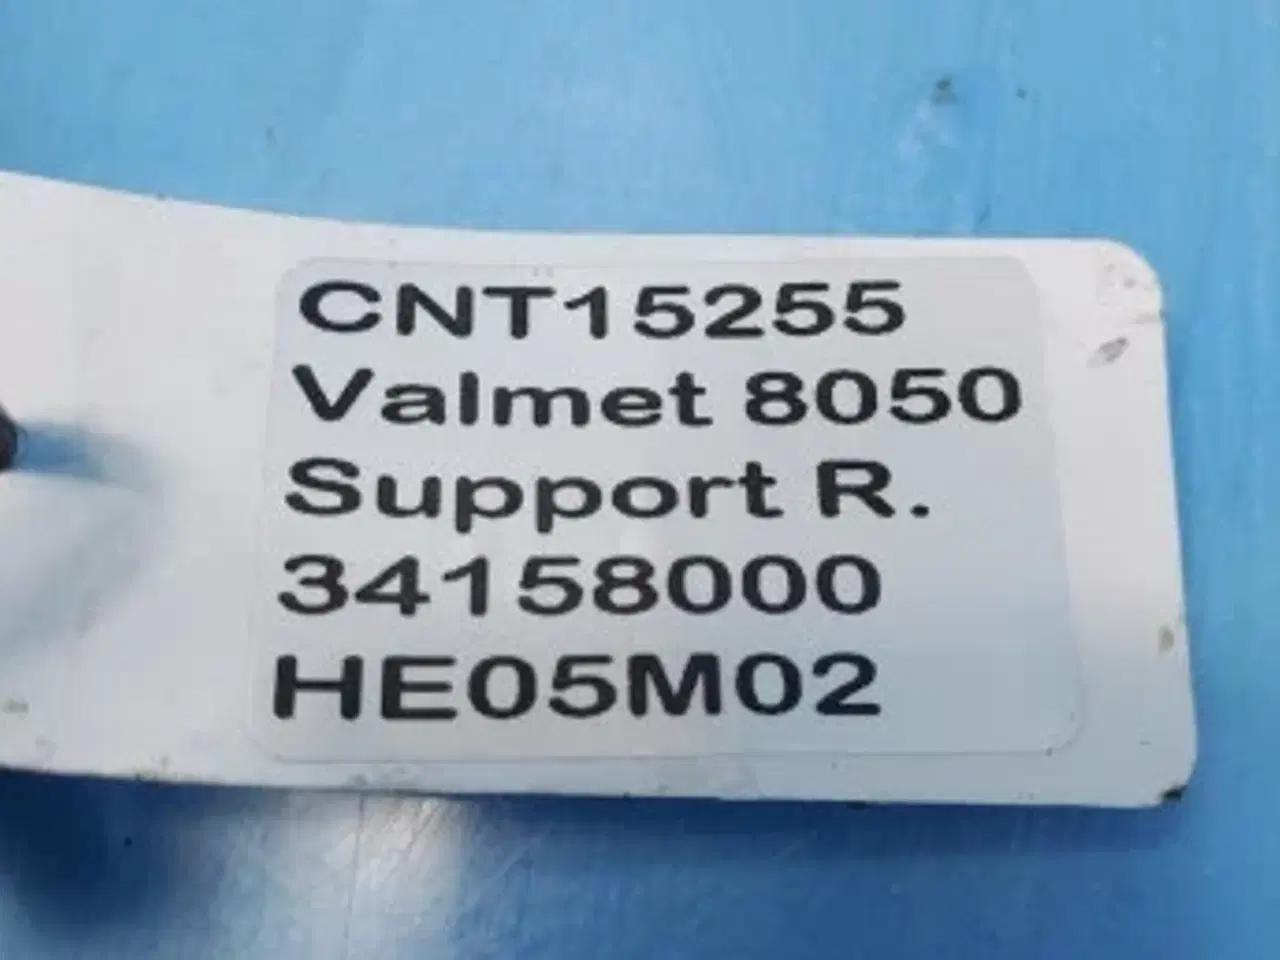 CNT15255
Valmet 8050
Support R.
34158000
HE05M02